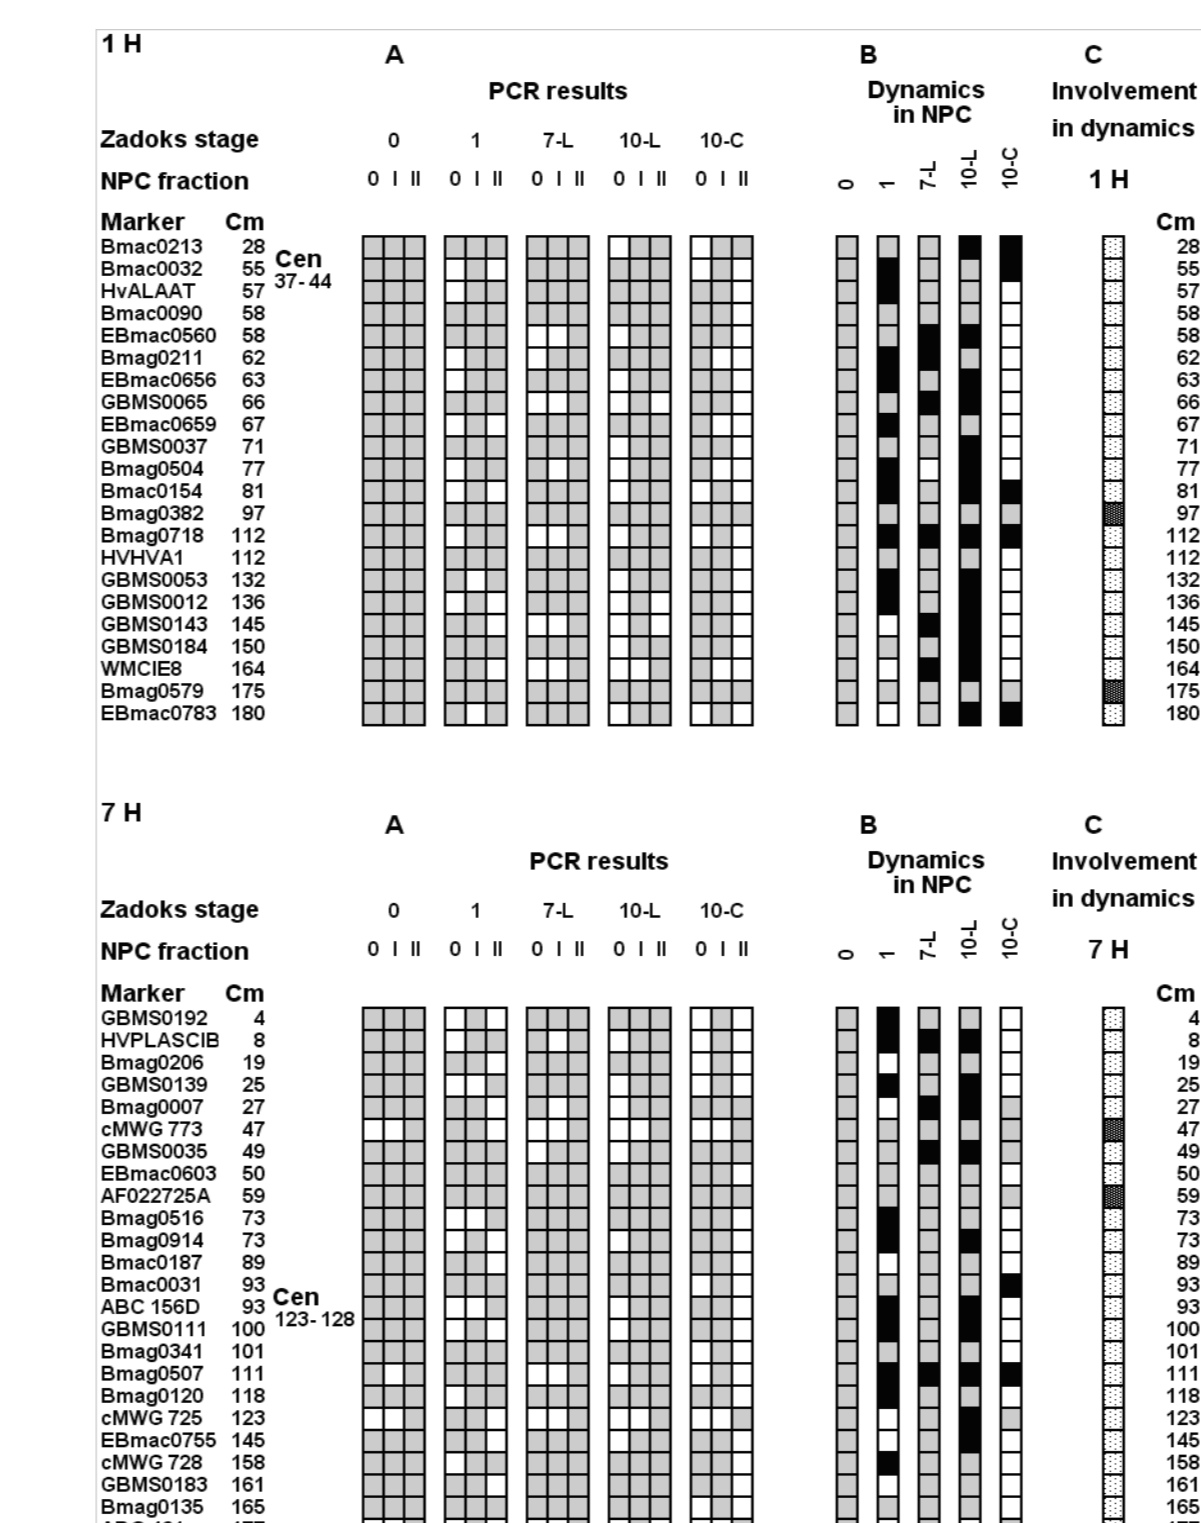 1 H
A B C
PCR results Dynamics in NPC Involvement in dynamics
Zadoks stage 0 1 7-L 10-L 10-C
NPC fraction 0 I II 0 I II 0 I II 0 I II 0 I II 0 1 7-L 10-L 10-C 1 H
Marker Cm Cm
Bmac0213 28 28
Cen
Bmac0032 55 55
37-44
HvALAAT 57 57
Bmac0090 58 58
EBmac0560 58 58
Bmag0211 62 62
EBmac0656 63 63
GBMS0065 66 66
EBmac0659 67 67
GBMS0037 71 71
Bmag0504 77 77
Bmac0154 81 81
Bmag0382 97 97
Bmag0718 112 112
HVHVA1 112 112
GBMS0053 132 132
GBMS0012 136 136
GBMS0143 145 145
GBMS0184 150 150
WMCIE8 164 164
Bmag0579 175 175
EBmac0783 180 180
7 H
A B C
PCR results Dynamics in NPC Involvement in dynamics
Zadoks stage 0 1 7-L 10-L 10-C
NPC fraction 0 I II 0 I II 0 I II 0 I II 0 I II 0 1 7-L 10-L 10-C 7 H
Marker Cm Cm
GBMS0192 4 4
HVPLASCIB 8 8
Bmag0206 19 19
GBMS0139 25 25
Bmag0007 27 27
cMWG 773 47 47
GBMS0035 49 49
EBmac0603 50 50
AF022725A 59 59
Bmag0516 73 73
Bmag0914 73 73
Bmac0187 89 89
Bmac0031 93 93
Cen
ABC 156D 93 93
123-128
GBMS0111 100 100
Bmag0341 101 101
Bmag0507 111 111
Bmag0120 118 118
cMWG 725 123 123
EBmac0755 145 145
cMWG 728 158 158
GBMS0183 161 161
Bmag0135 165 165